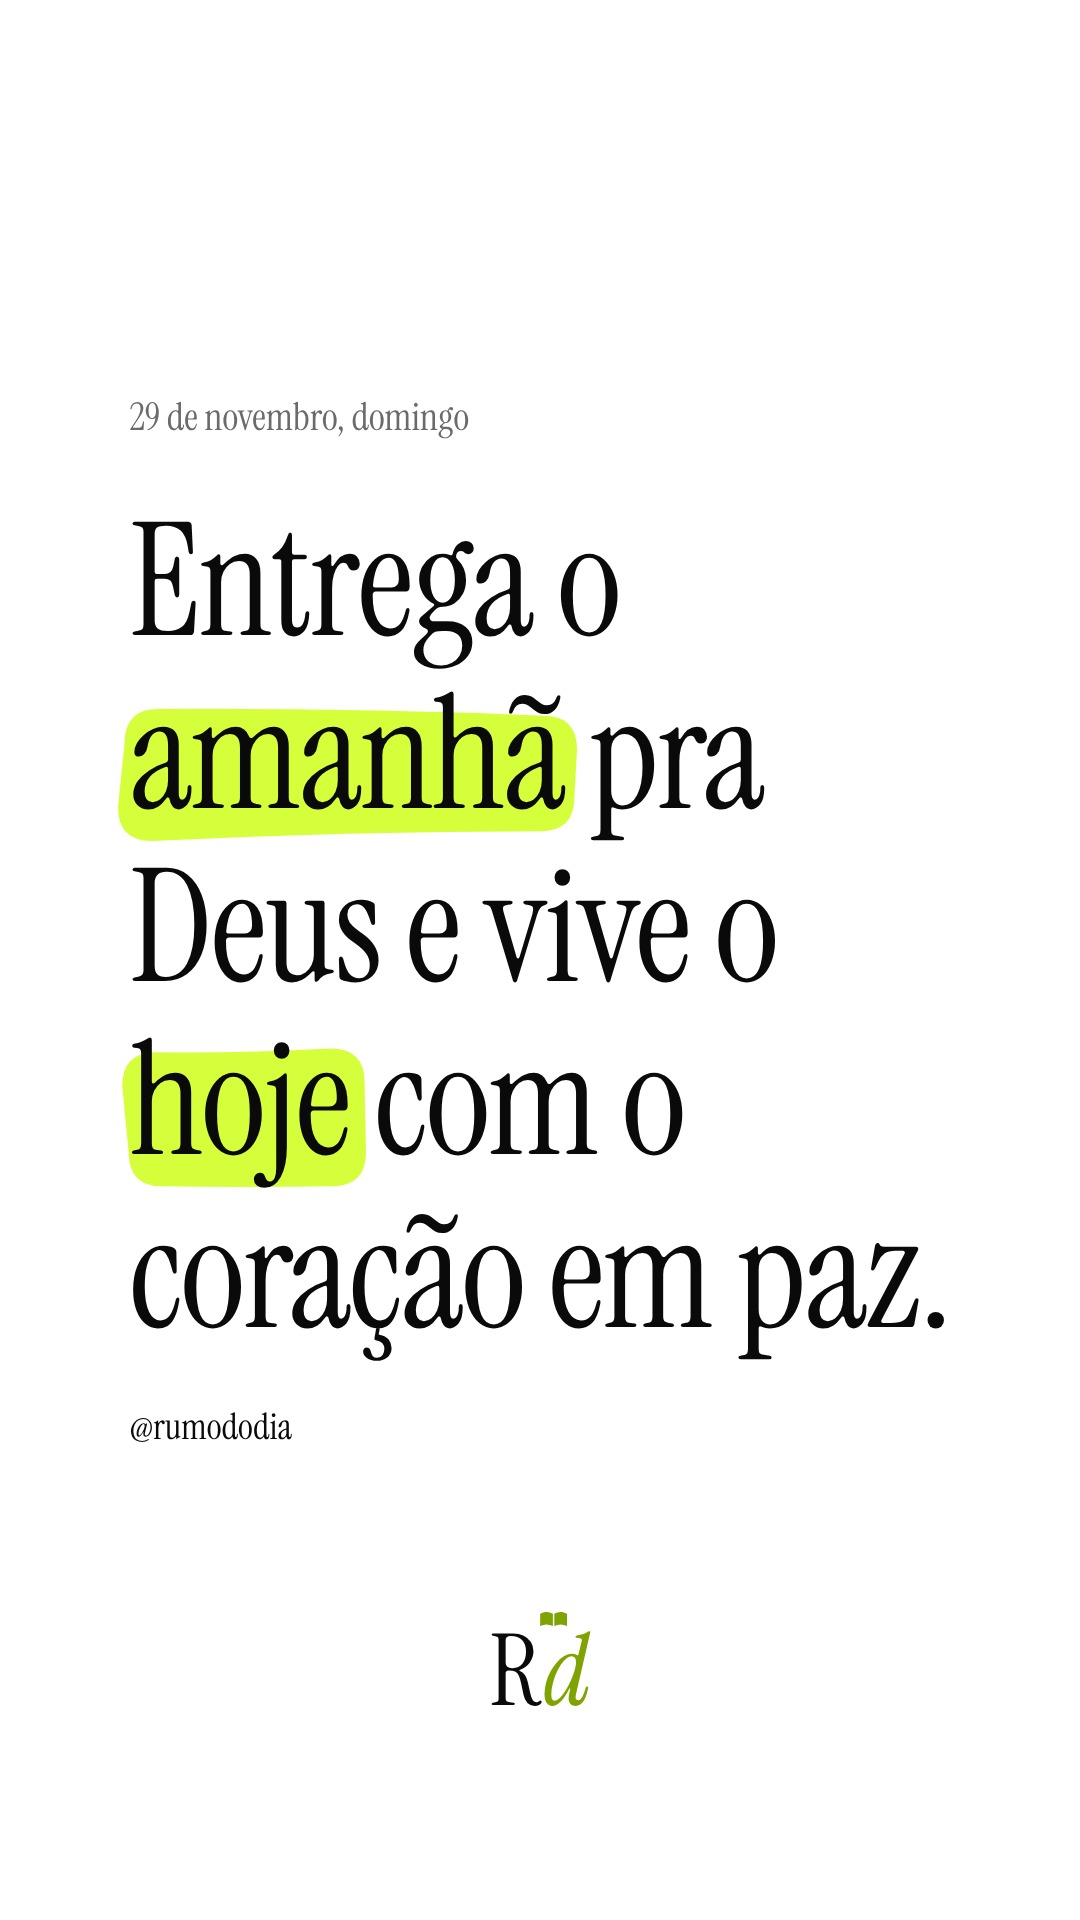 29 de novembro, domingo
Entrega o
amanhã pra
Deus e vive o
hoje com o
coração em paz.
@rumododia
Rd